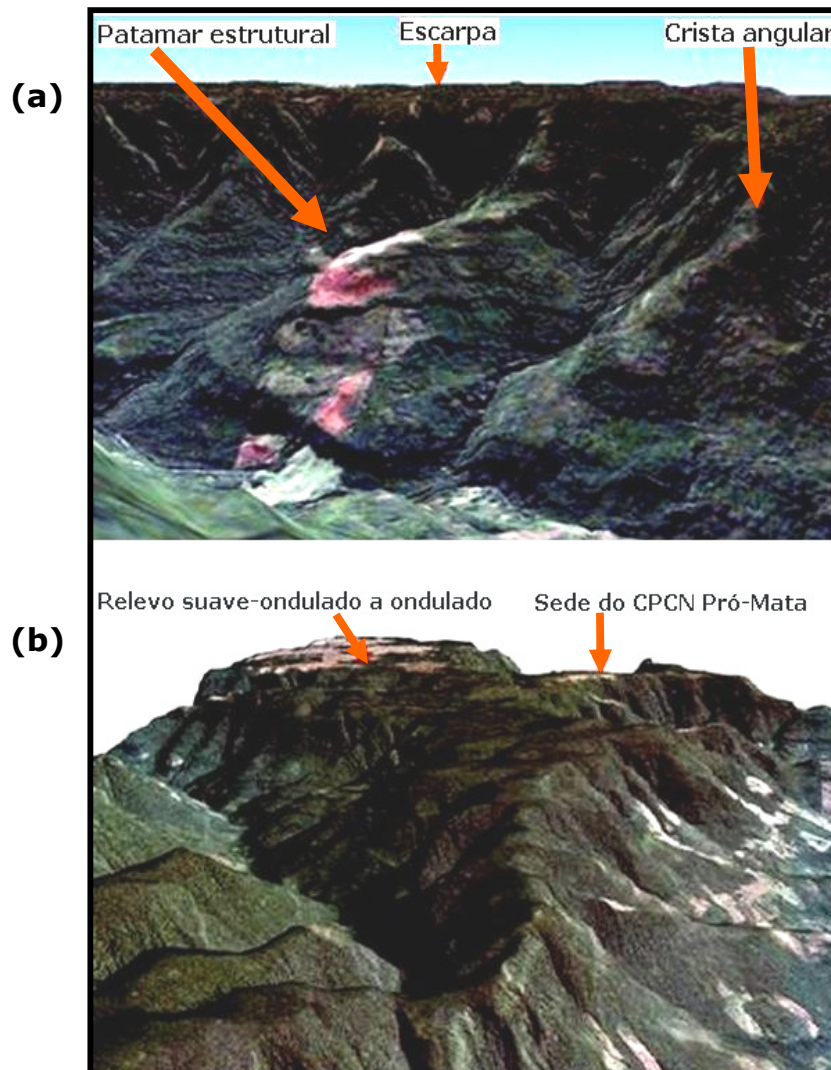 Patamar estrutural
Escarpa
Crista angular
(a)
Relevo suave-ondulado a ondulado
Sede do CPCN Pró-Mata
(b)